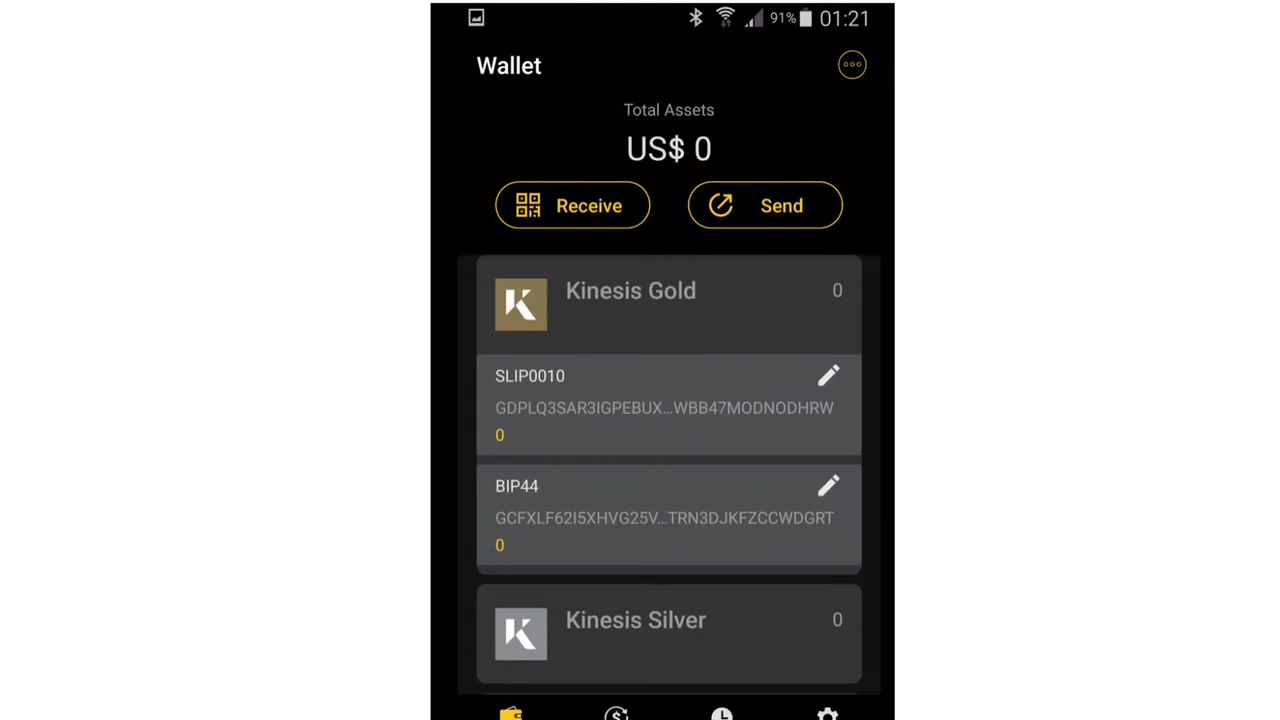 91% 01:21
Wallet
Total Assets
US$ 0
Receive Send
Kinesis Gold 0
SLIP0010
GDPLQ3SAR3IGPEBUX...WBB47MODNODHRW
0
BIP44
GCFXLF62I5XHVG25V...TRN3DJKFZCCWDGRT
0
Kinesis Silver 0